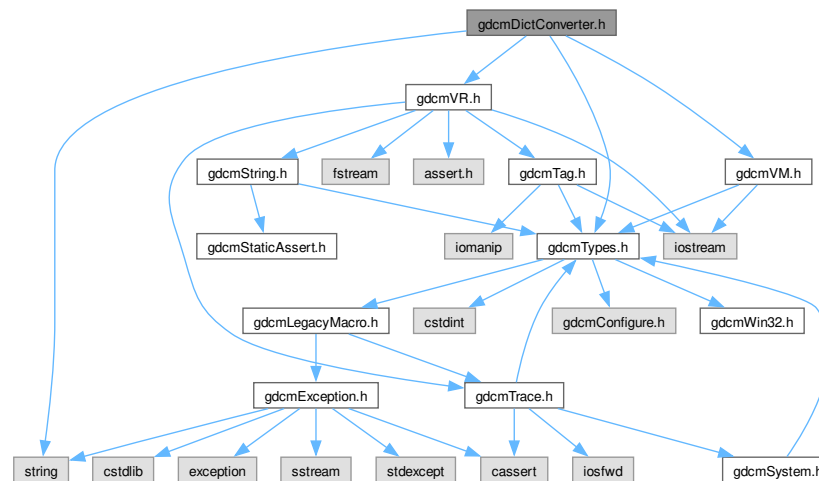 gdcmDictConverter.h
gdcmVR.h
gdcmString.h
fstream
assert.h
gdcmTag.h
gdcmVM.h
gdcmStaticAssert.h
iomanip
gdcmTypes.h
iostream
gdcmLegacyMacro.h
cstdint
gdcmConfigure.h
gdcmWin32.h
gdcmException.h
gdcmTrace.h
string
cstdlib
exception
sstream
stdexcept
cassert
iosfwd
gdcmSystem.h